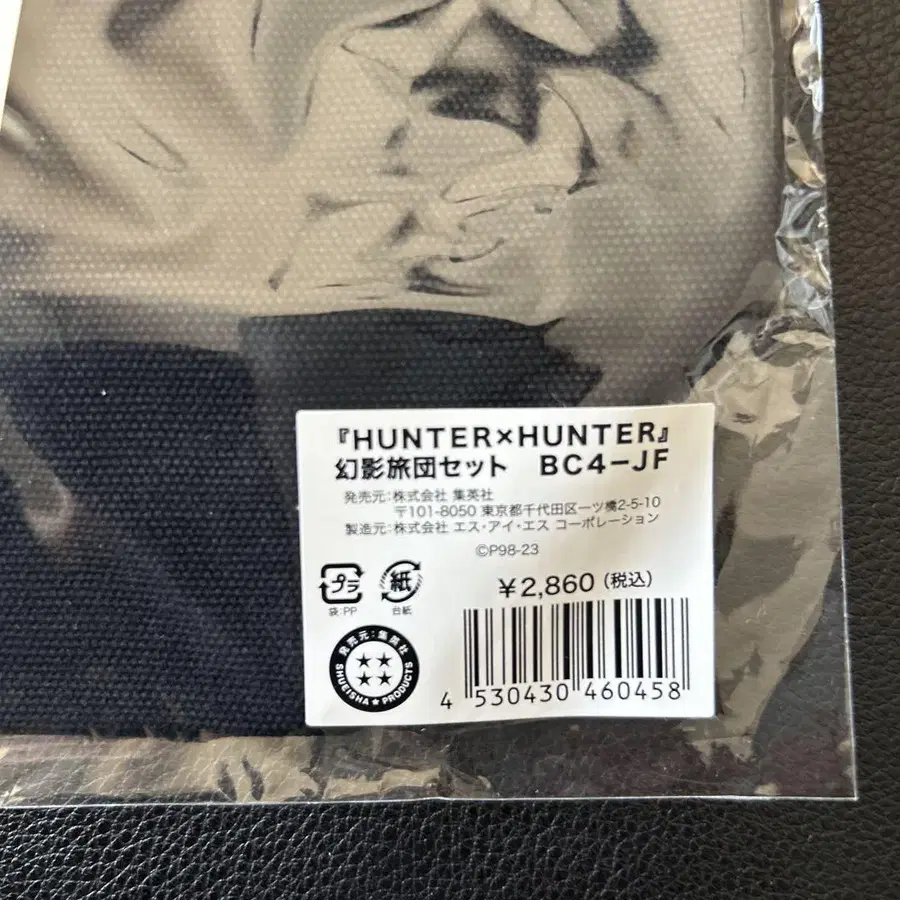 『HUNTER×HUNTER』
幻影旅団セット BC4-JF
発売元:株式会社 集英社
〒101-8050 東京都千代田区一ツ橋2-5-10
製造元:株式会社 エス・アイ・エス コーポレーション
©P98-23
プラ
紙
¥2,860(税込)
袋:PP
台紙
発売元:集英社
SHUEISHA★PRODUCTS
4 530430 460458